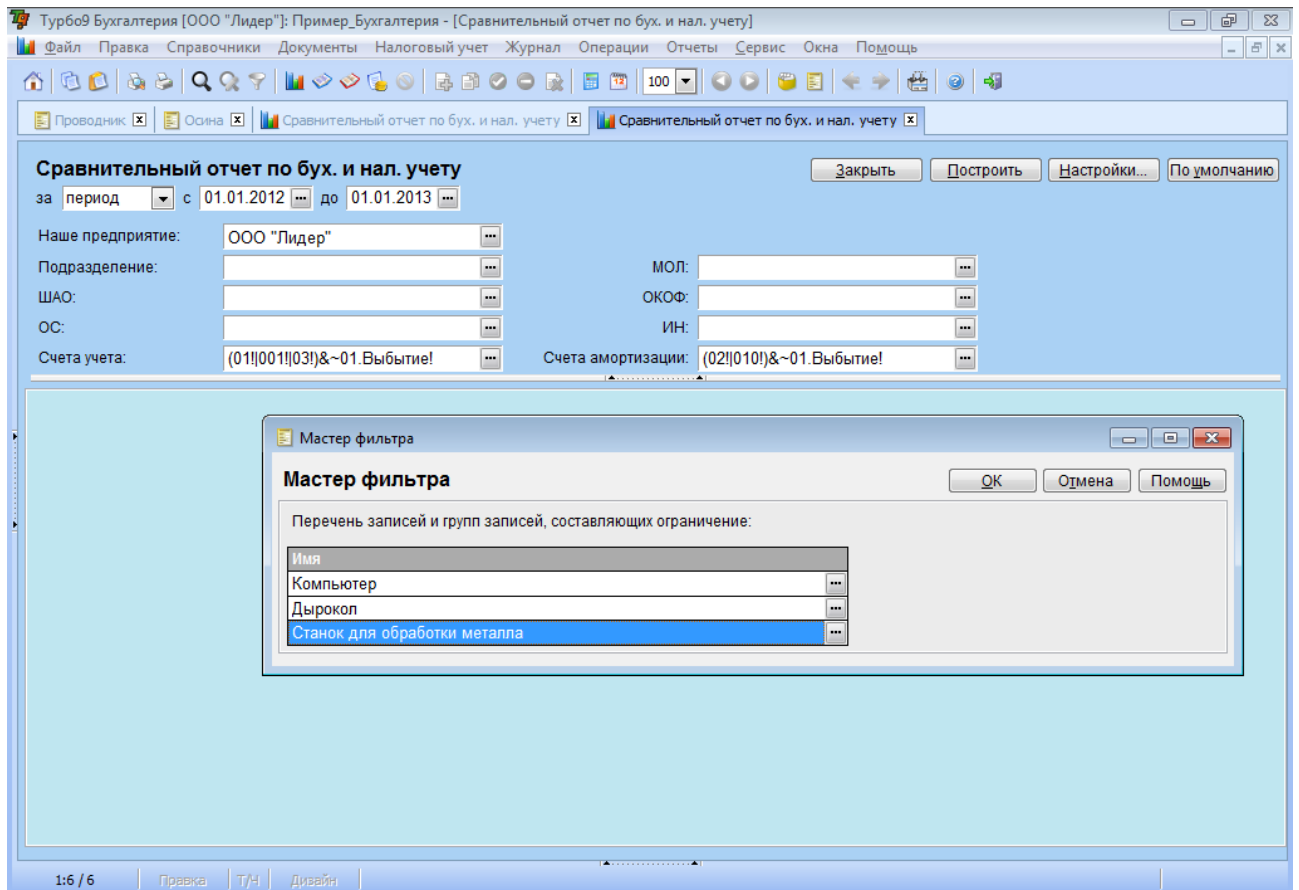 Турбо9 Бухгалтерия [ООО "Лидер"]: Пример_Бухгалтерия - [Сравнительный отчет по бух. и нал. учету]
Файл Правка Справочники Документы Налоговый учет Журнал Операции Отчеты Сервис Окна Помощь
100
Проводник Осина Сравнительный отчет по бух. и нал. учету Сравнительный отчет по бух. и нал. учету
Сравнительный отчет по бух. и нал. учету Закрыть Построить Настройки... По умолчанию
за период с 01.01.2012 до 01.01.2013
Наше предприятие: ООО "Лидер"
Подразделение: МОЛ:
ШАО: ОКОФ:
ОС: ИН:
Счета учета: (01!|001!|03!)&~01.Выбытие! Счета амортизации: (02!|010!)&~01.Выбытие!
Мастер фильтра
Мастер фильтра ОК Отмена Помощь
Перечень записей и групп записей, составляющих ограничение:
Имя
Компьютер
Дырокол
Станок для обработки металла
1:6 / 6 Правка Т/Ч Дизайн